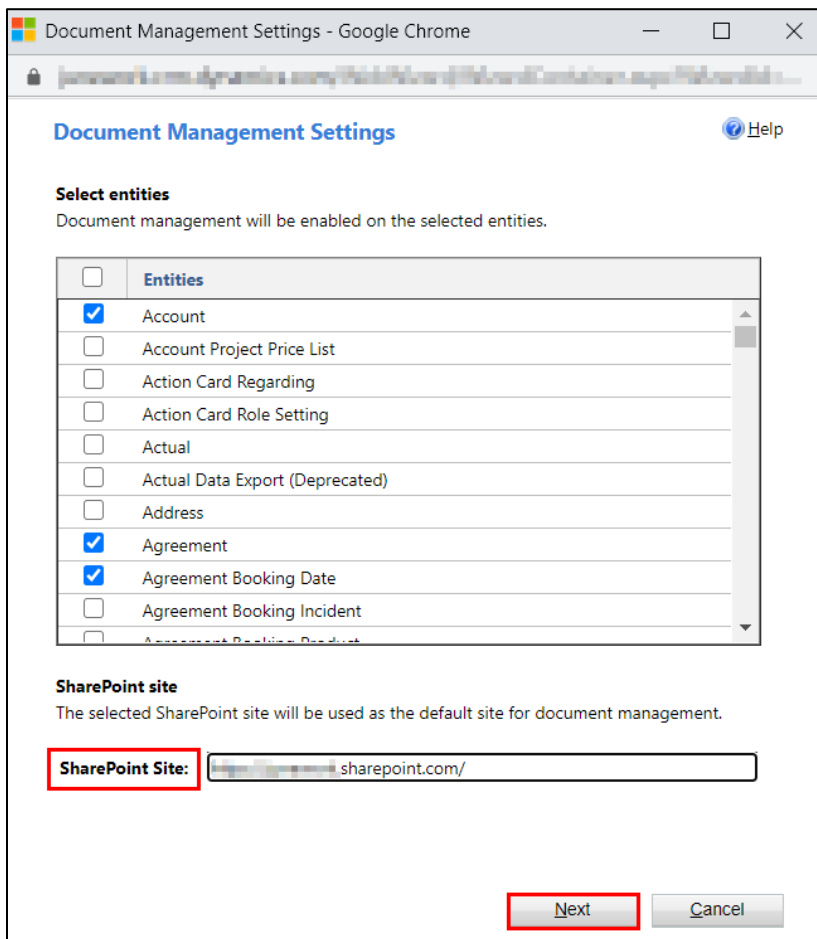 Document Management Settings - Google Chrome
Document Management Settings
Help
Select entities
Document management will be enabled on the selected entities.
Entities
Account
Account Project Price List
Action Card Regarding
Action Card Role Setting
Actual
Actual Data Export (Deprecated)
Address
Agreement
Agreement Booking Date
Agreement Booking Incident
Agreement Booking Product
SharePoint site
The selected SharePoint site will be used as the default site for document management.
SharePoint Site: .sharepoint.com/
Next Cancel